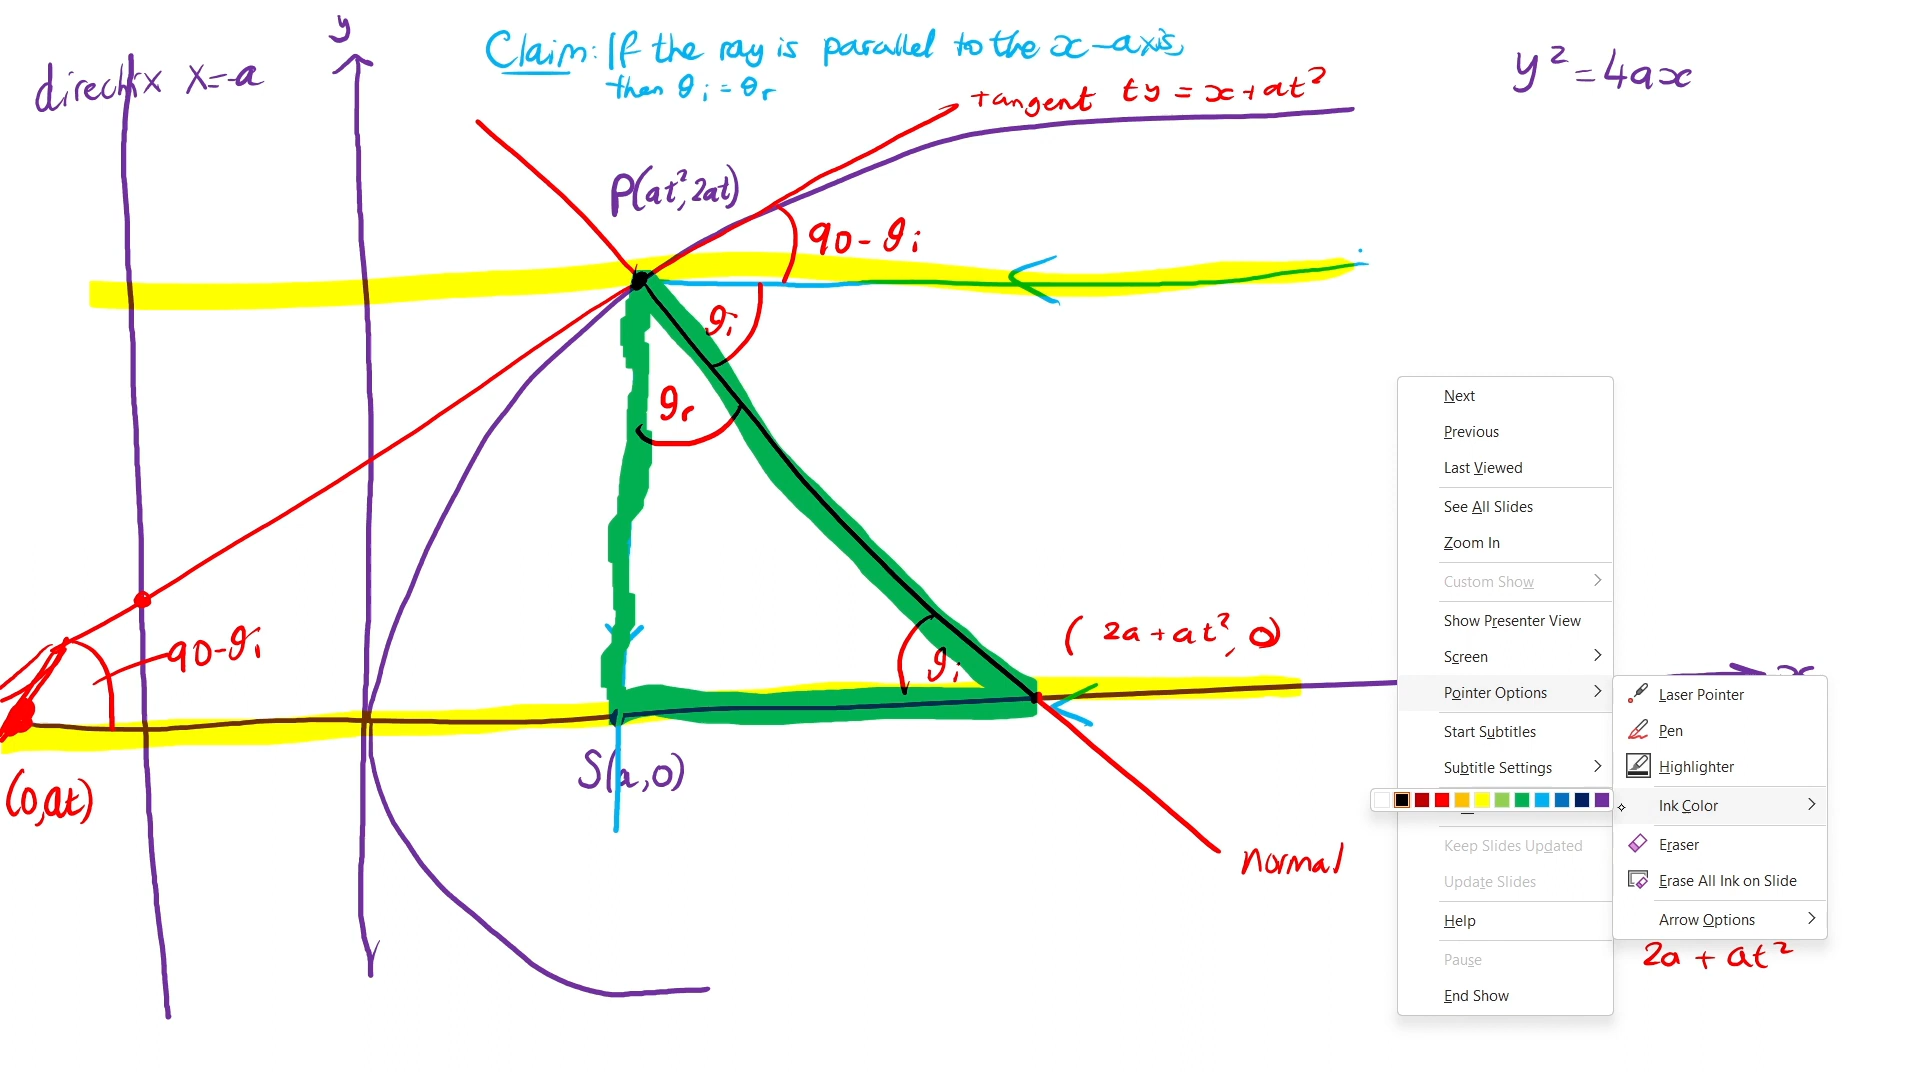 y
directrix x=-a
Claim: If the ray is parallel to the x-axis,
then θi = θr
y² = 4ax
tangent ty = x + at²
P(at², 2at)
90-θi
θi
θr
90-θi
(2a + at², 0)
θi
x
S(a,0)
(0,at)
normal
2a + at²
Next
Previous
Last Viewed
See All Slides
Zoom In
Custom Show
Show Presenter View
Screen
Pointer Options
Start Subtitles
Subtitle Settings
Keep Slides Updated
Update Slides
Help
Pause
End Show
Laser Pointer
Pen
Highlighter
Ink Color
Eraser
Erase All Ink on Slide
Arrow Options